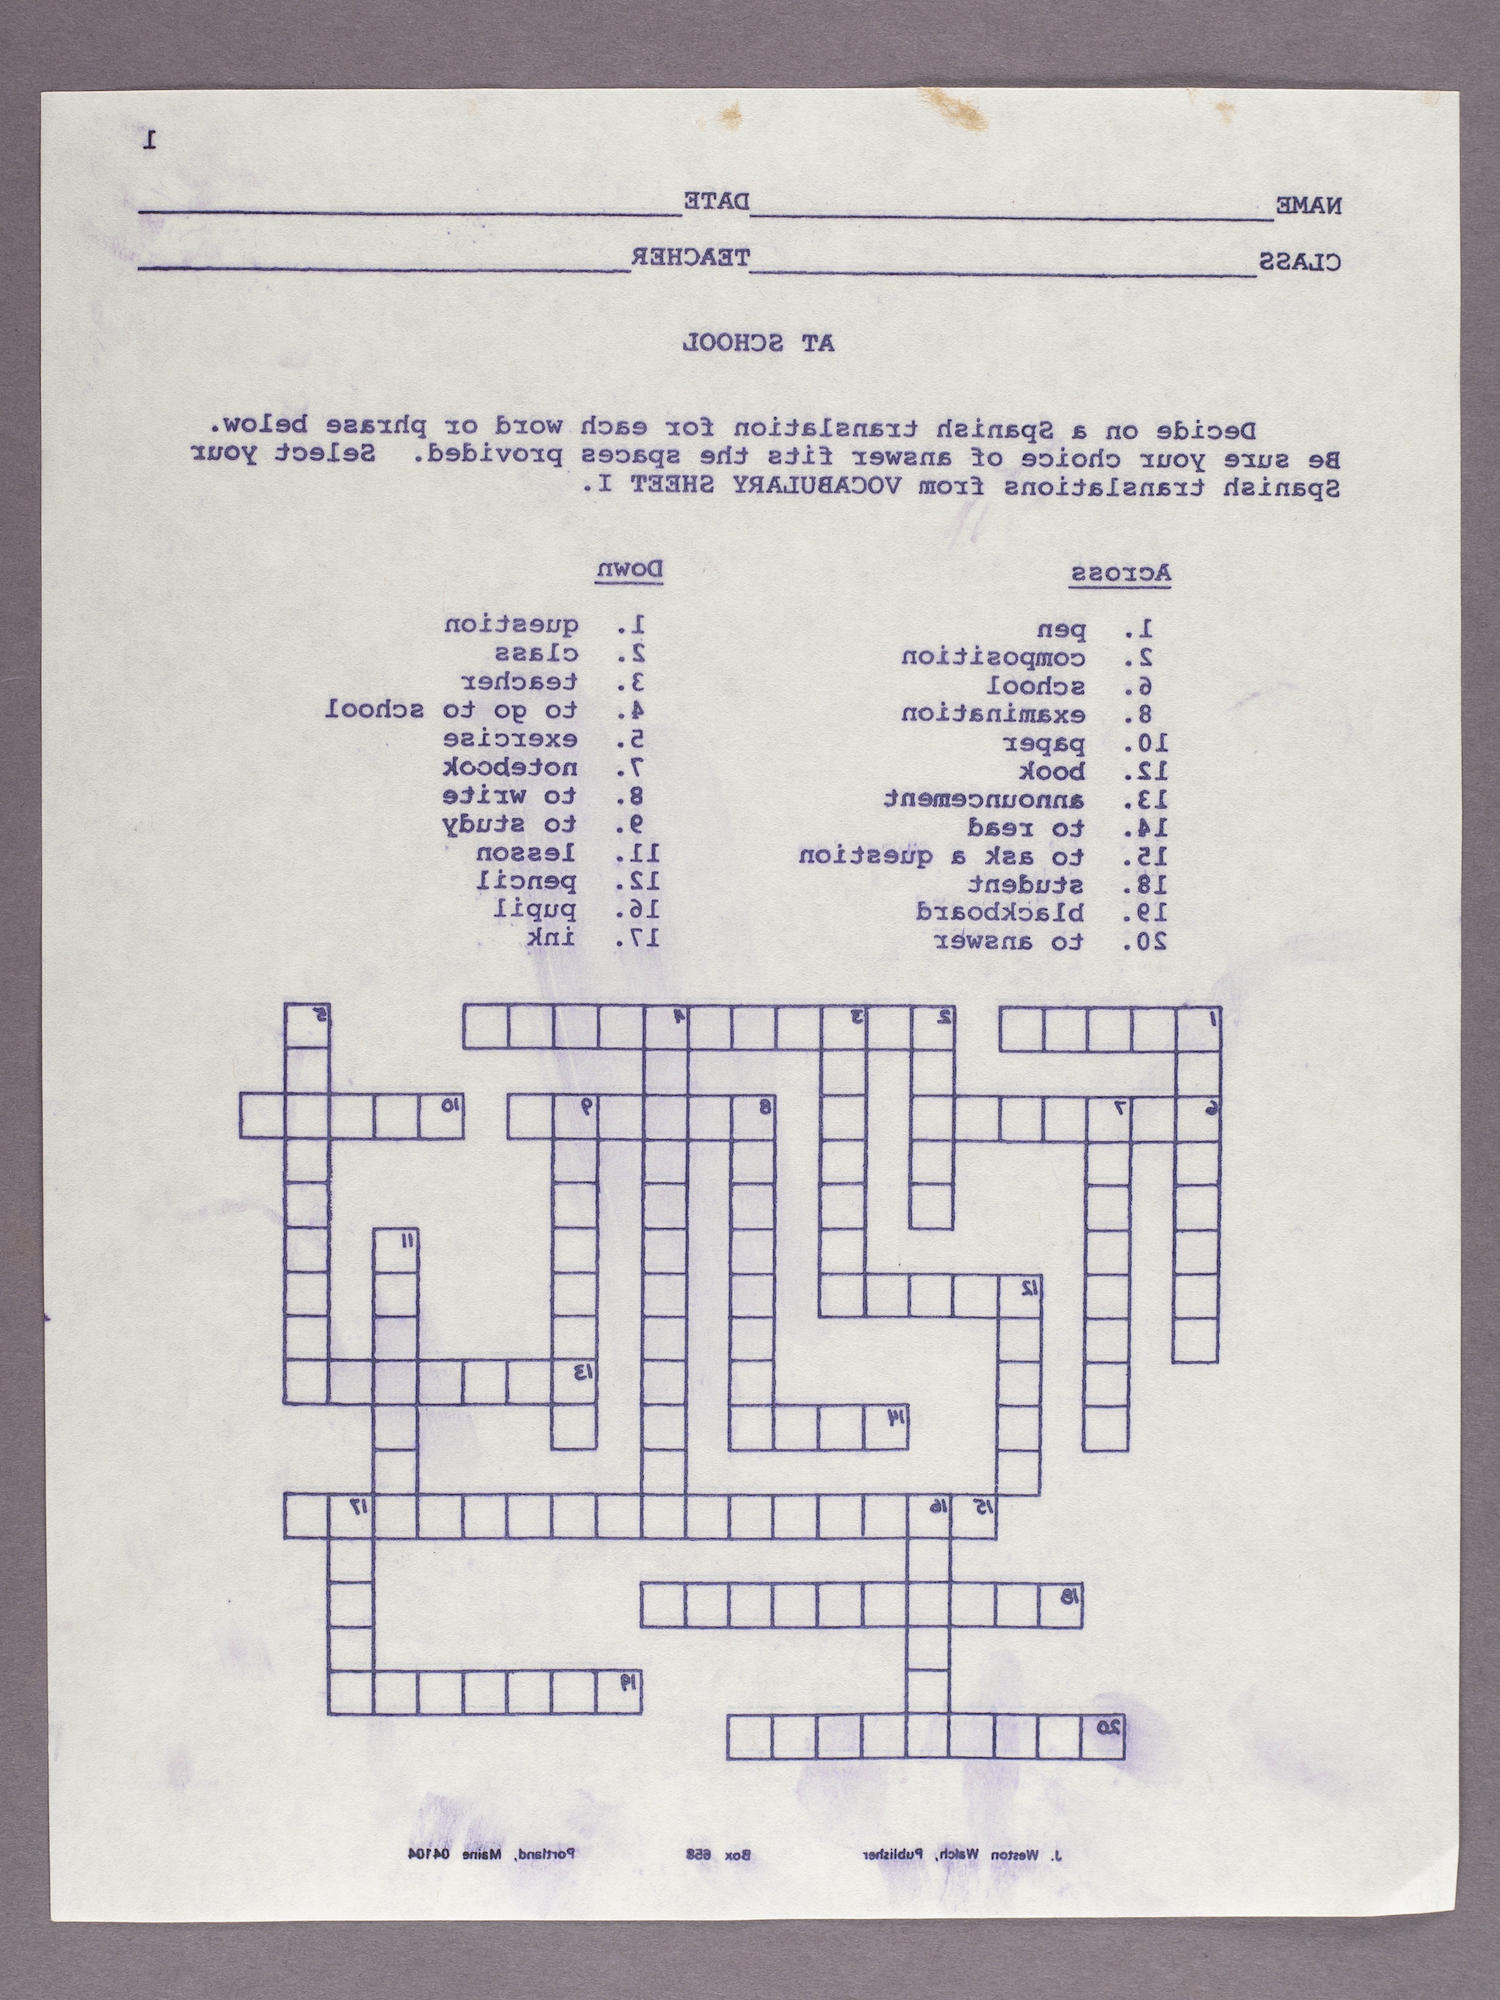 1
NAME DATE
CLASS TEACHER
AT SCHOOL
Decide on a Spanish translation for each word or phrase below.
Be sure your choice of answer fits the spaces provided. Select your
Spanish translations from VOCABULARY SHEET I.
Across
1. pen
2. composition
6. school
8. examination
10. paper
12. book
13. announcement
14. to read
15. to ask a question
18. student
19. blackboard
20. to answer
Down
1. question
2. class
3. teacher
4. to go to school
5. exercise
7. notebook
8. to write
9. to study
11. lesson
12. pencil
16. pupil
17. ink
1 2 3 4 5
6 7 8 9 10
11
12
13
14
15 16 17
18
19
20
J. Weston Walch, Publisher Box 658 Portland, Maine 04104